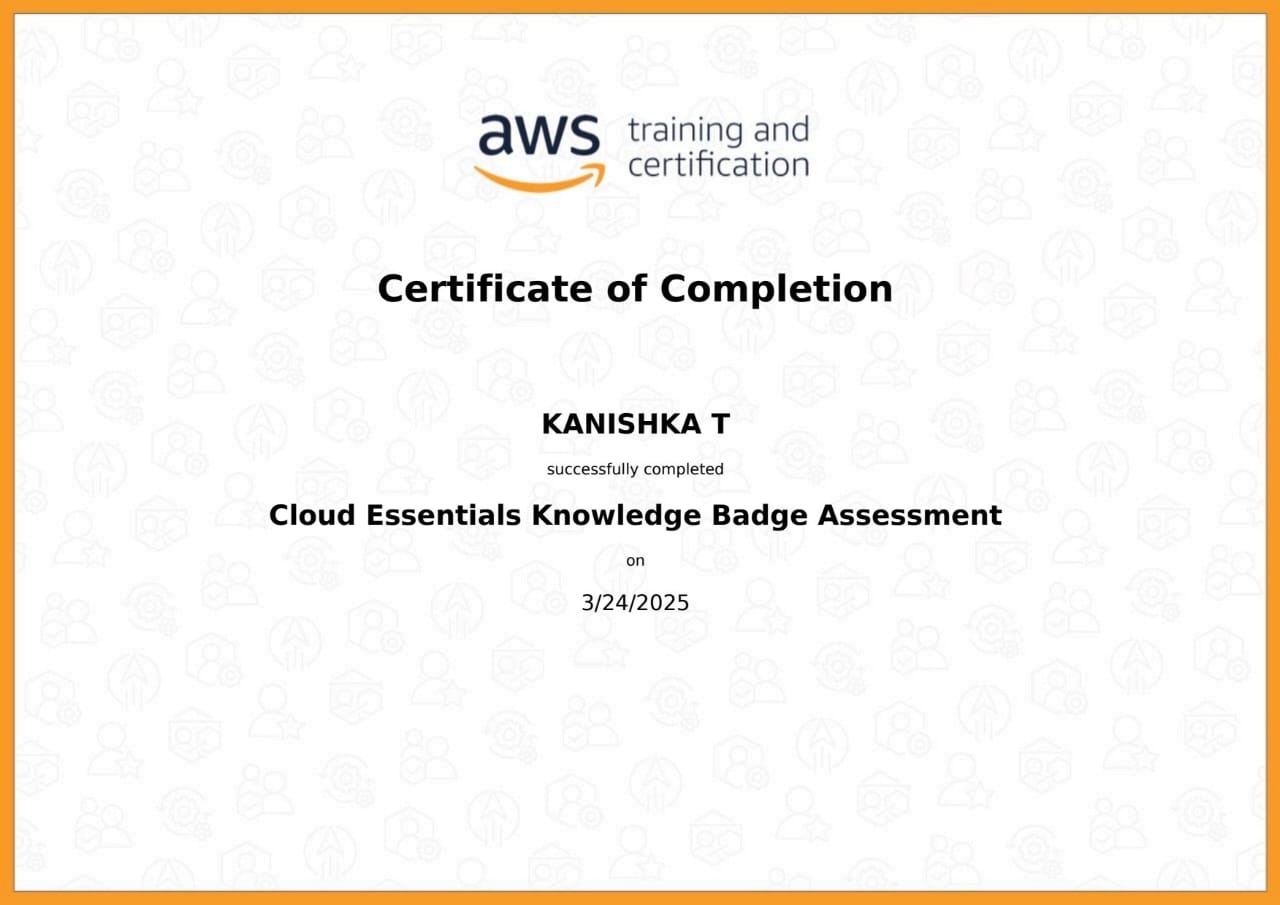 aws training and
certification
Certificate of Completion
KANISHKA T
successfully completed
Cloud Essentials Knowledge Badge Assessment
on
3/24/2025